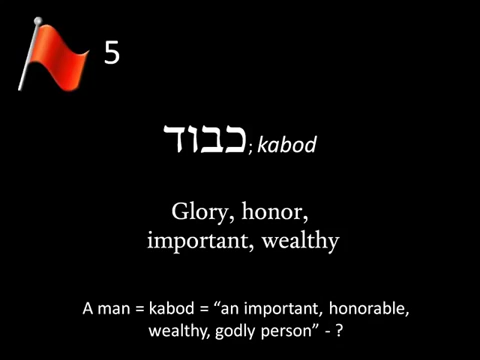 5
כבוד; kabod
Glory, honor,
important, wealthy
A man = kabod = “an important, honorable,
wealthy, godly person” - ?